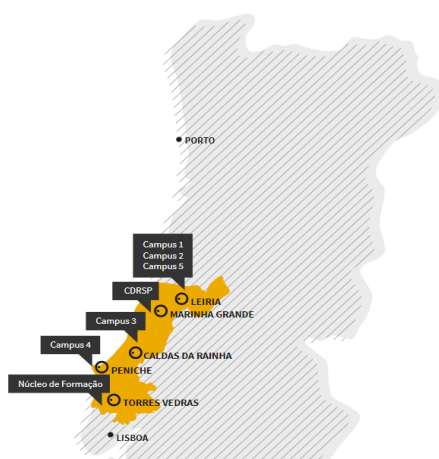 PORTO
Campus 1
Campus 2
Campus 5
CDRSP
LEIRIA
MARINHA GRANDE
Campus 3
Campus 4
CALDAS DA RAINHA
PENICHE
Núcleo de Formação
TORRES VEDRAS
LISBOA